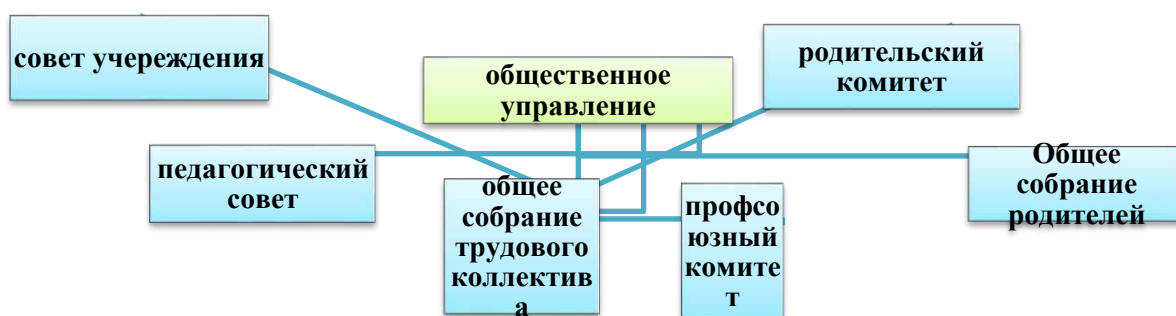 совет учереждения
общественное
управление
родительский
комитет
педагогический
совет
общее
собрание
трудового
коллектив
а
профсо
юзный
комите
т
Общее
собрание
родителей